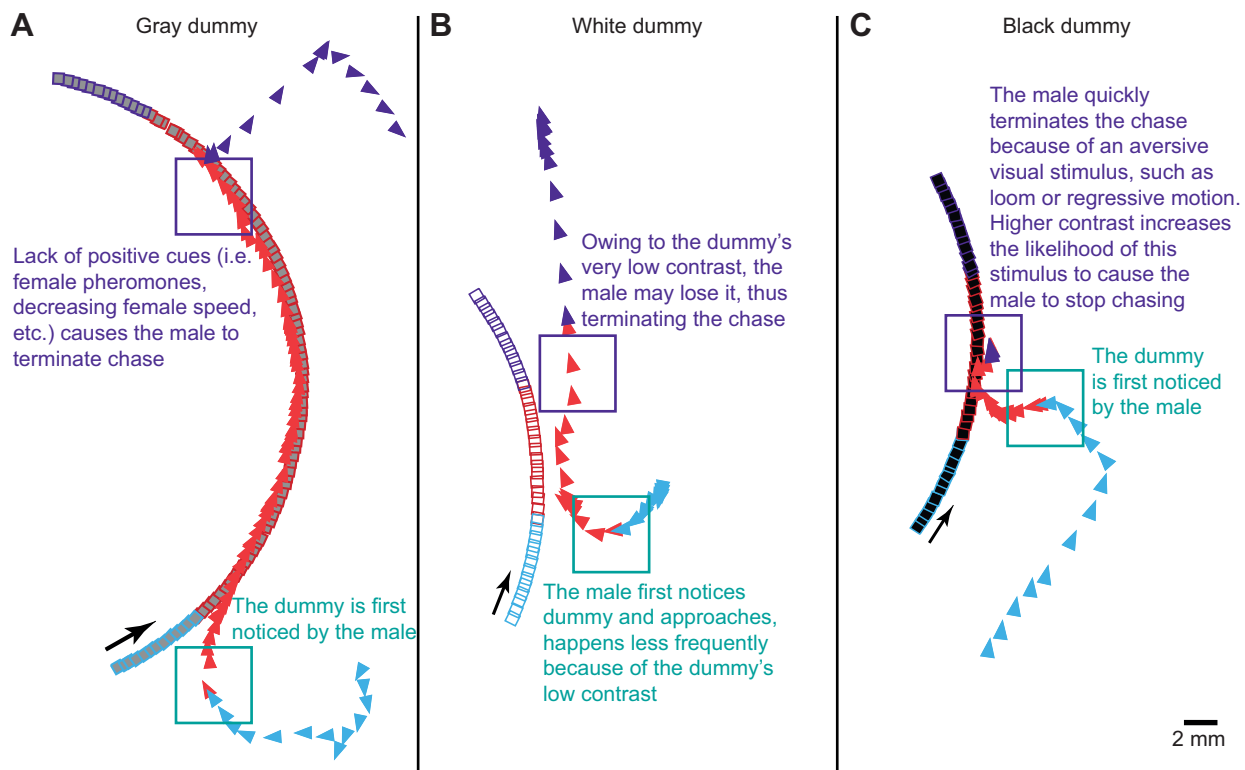 A
Gray dummy
Lack of positive cues (i.e.
female pheromones,
decreasing female speed,
etc.) causes the male to
terminate chase
The dummy is first
noticed by the male
B
White dummy
Owing to the dummy's
very low contrast, the
male may lose it, thus
terminating the chase
The male first notices
dummy and approaches,
happens less frequently
because of the dummy's
low contrast
C
Black dummy
The male quickly
terminates the chase
because of an aversive
visual stimulus, such as
loom or regressive motion.
Higher contrast increases
the likelihood of this
stimulus to cause the
male to stop chasing
The dummy
is first noticed
by the male
2 mm